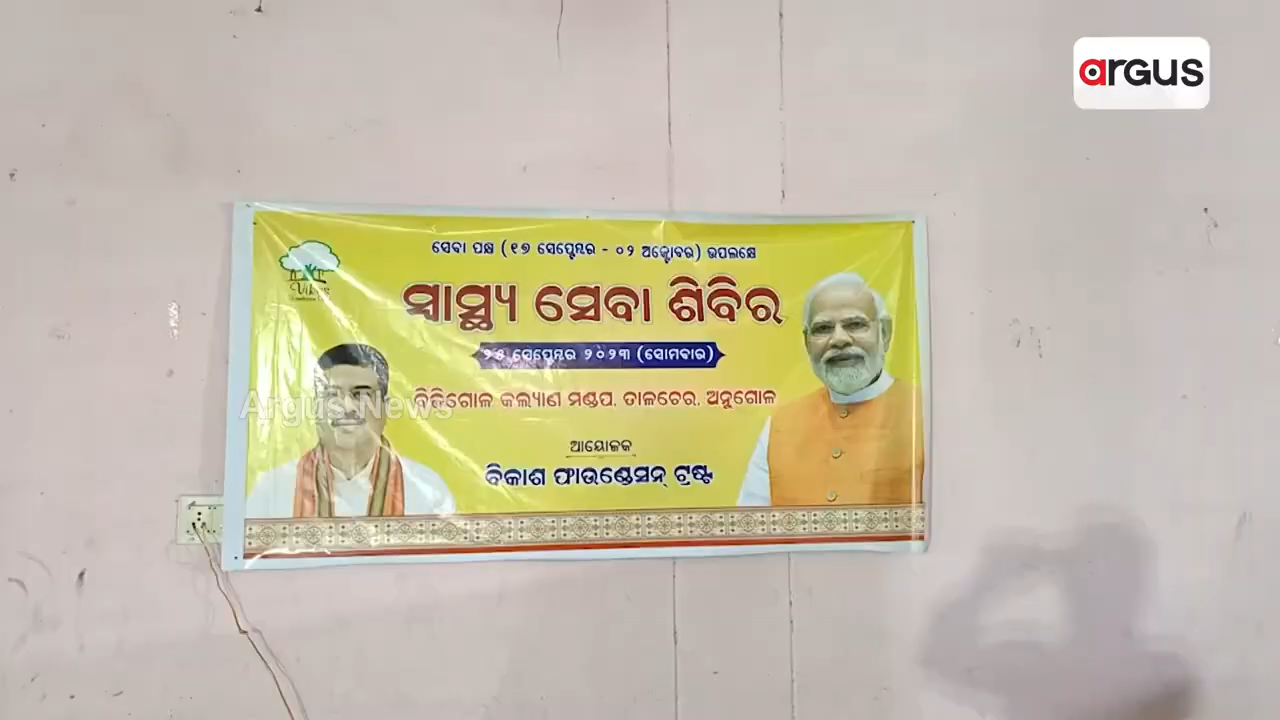 argus
ସେବା ପକ୍ଷ (୧୭ ସେପ୍ଟେମ୍ବର - ୦୨ ଅକ୍ଟୋବର) ଉପଲକ୍ଷେ
ସ୍ୱାସ୍ଥ୍ୟ ସେବା ଶିବିର
୨୫ ସେପ୍ଟେମ୍ବର ୨୦୨୩ (ସୋମବାର)
କଲ୍ୟାଣ ମଣ୍ଡପ, ତାଳଚେର, ଅନୁଗୋଳ
Argus News
ଆୟୋଜକ
ବିକାଶ ଫାଉଣ୍ଡେସନ୍ ଟ୍ରଷ୍ଟ